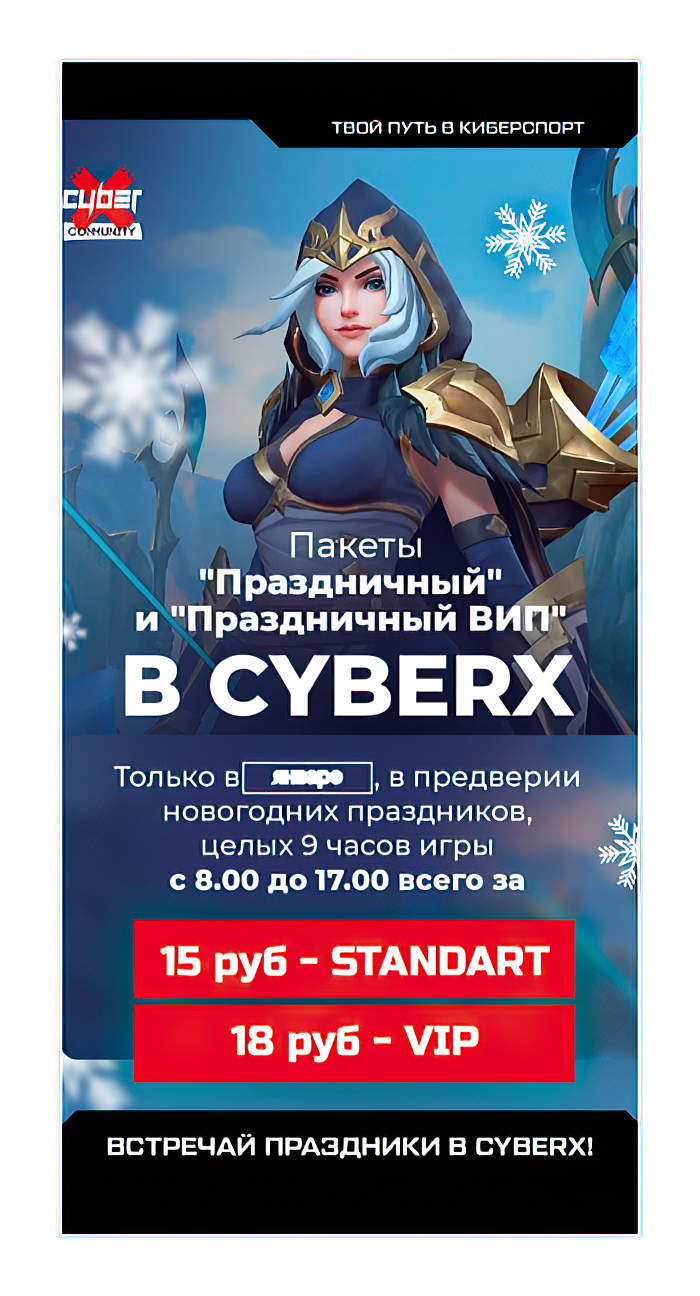 ТВОЙ ПУТЬ В КИБЕРСПОРТ
cyber
COMMUNITY
Пакеты
"Праздничный"
и "Праздничный ВИП"
В CYBERX
Только в январе, в предверии
новогодних праздников,
целых 9 часов игры
с 8.00 до 17.00 всего за
15 руб - STANDART
18 руб - VIP
ВСТРЕЧАЙ ПРАЗДНИКИ В CYBERX!